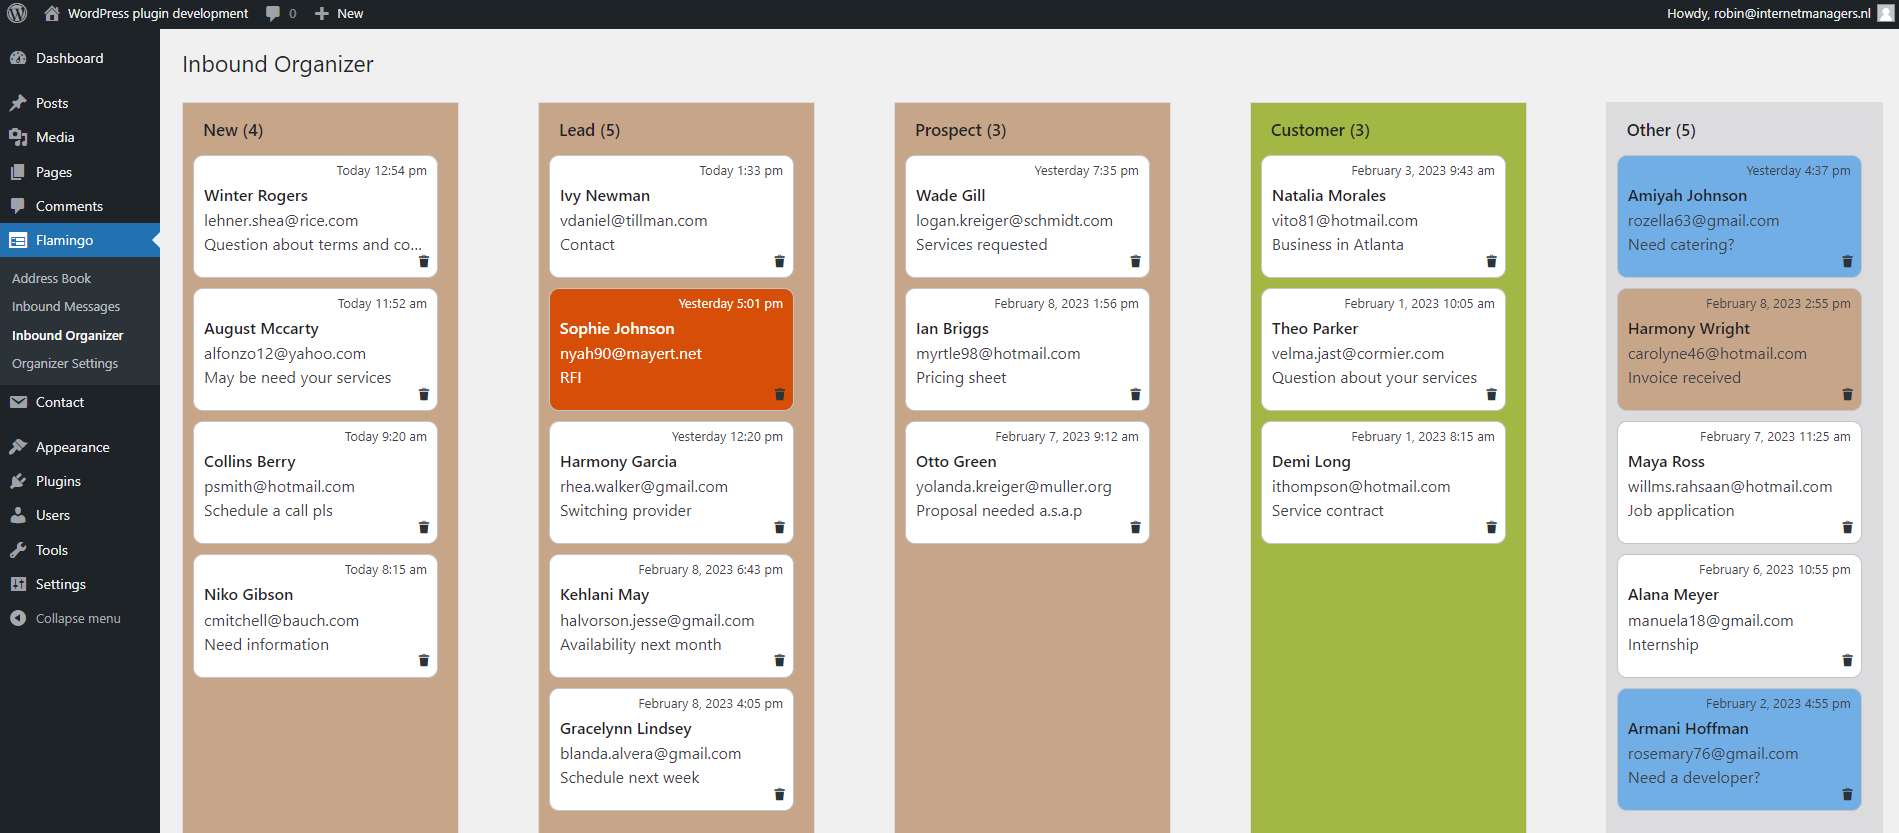 WordPress plugin development
0
New
Howdy, robin@internetmanagers.nl
Dashboard
Posts
Media
Pages
Comments
Flamingo
Address Book
Inbound Messages
Inbound Organizer
Organizer Settings
Contact
Appearance
Plugins
Users
Tools
Settings
Collapse menu
Inbound Organizer
New (4)
Today 12:54 pm
Winter Rogers
lehner.shea@rice.com
Question about terms and co...
Today 11:52 am
August Mccarty
alfonzo12@yahoo.com
May be need your services
Today 9:20 am
Collins Berry
psmith@hotmail.com
Schedule a call pls
Today 8:15 am
Niko Gibson
cmitchell@bauch.com
Need information
Lead (5)
Today 1:33 pm
Ivy Newman
vdaniel@tillman.com
Contact
Yesterday 5:01 pm
Sophie Johnson
nyah90@mayert.net
RFI
Yesterday 12:20 pm
Harmony Garcia
rhea.walker@gmail.com
Switching provider
February 8, 2023 6:43 pm
Kehlani May
halvorson.jesse@gmail.com
Availability next month
February 8, 2023 4:05 pm
Gracelynn Lindsey
blanda.alvera@gmail.com
Schedule next week
Prospect (3)
Yesterday 7:35 pm
Wade Gill
logan.kreiger@schmidt.com
Services requested
February 8, 2023 1:56 pm
Ian Briggs
myrtle98@hotmail.com
Pricing sheet
February 7, 2023 9:12 am
Otto Green
yolanda.kreiger@muller.org
Proposal needed a.s.a.p
Customer (3)
February 3, 2023 9:43 am
Natalia Morales
vito81@hotmail.com
Business in Atlanta
February 1, 2023 10:05 am
Theo Parker
velma.jast@cormier.com
Question about your services
February 1, 2023 8:15 am
Demi Long
ithompson@hotmail.com
Service contract
Other (5)
Yesterday 4:37 pm
Amiyah Johnson
rozella63@gmail.com
Need catering?
February 8, 2023 2:55 pm
Harmony Wright
carolyne46@hotmail.com
Invoice received
February 7, 2023 11:25 am
Maya Ross
willms.rahsaan@hotmail.com
Job application
February 6, 2023 10:55 pm
Alana Meyer
manuela18@gmail.com
Internship
February 2, 2023 4:55 pm
Armani Hoffman
rosemary76@gmail.com
Need a developer?